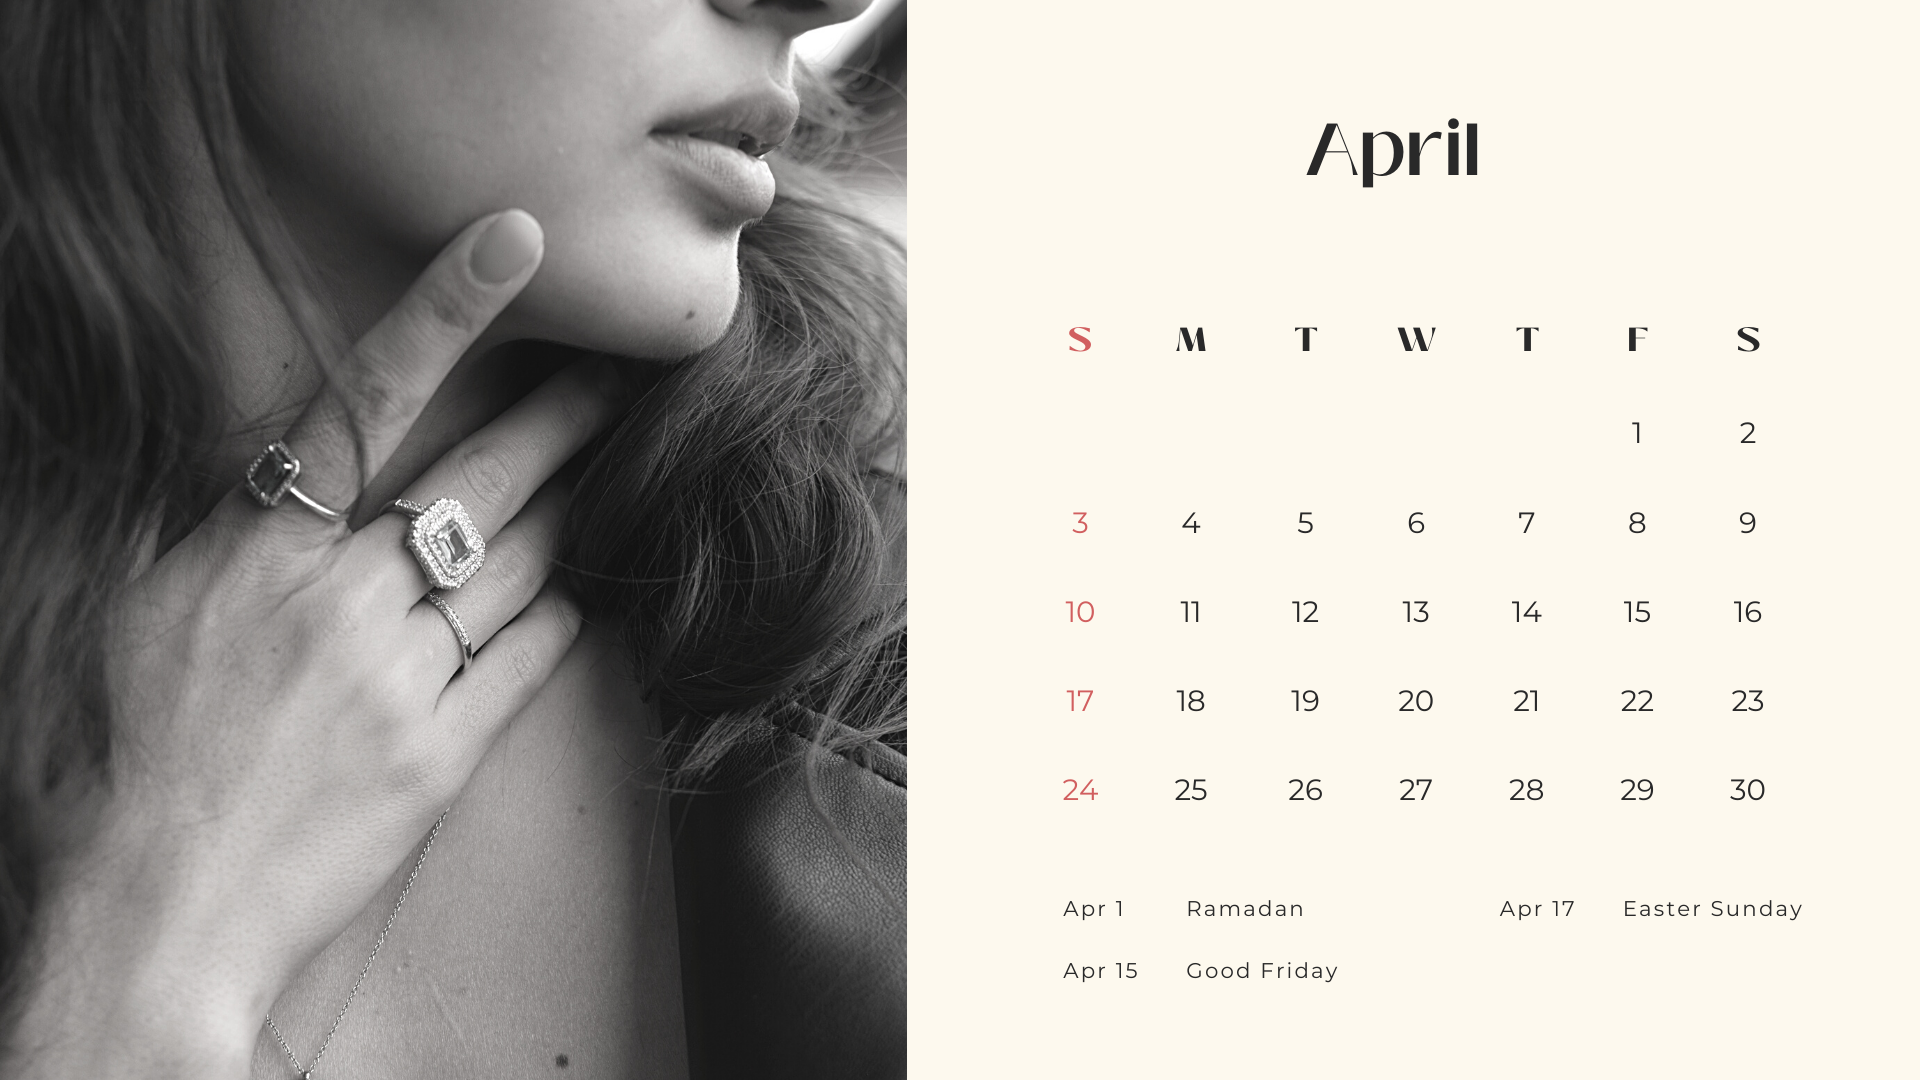 April
S M T W T F S
1 2
3 4 5 6 7 8 9
10 11 12 13 14 15 16
17 18 19 20 21 22 23
24 25 26 27 28 29 30
Apr 1 Ramadan Apr 17 Easter Sunday
Apr 15 Good Friday